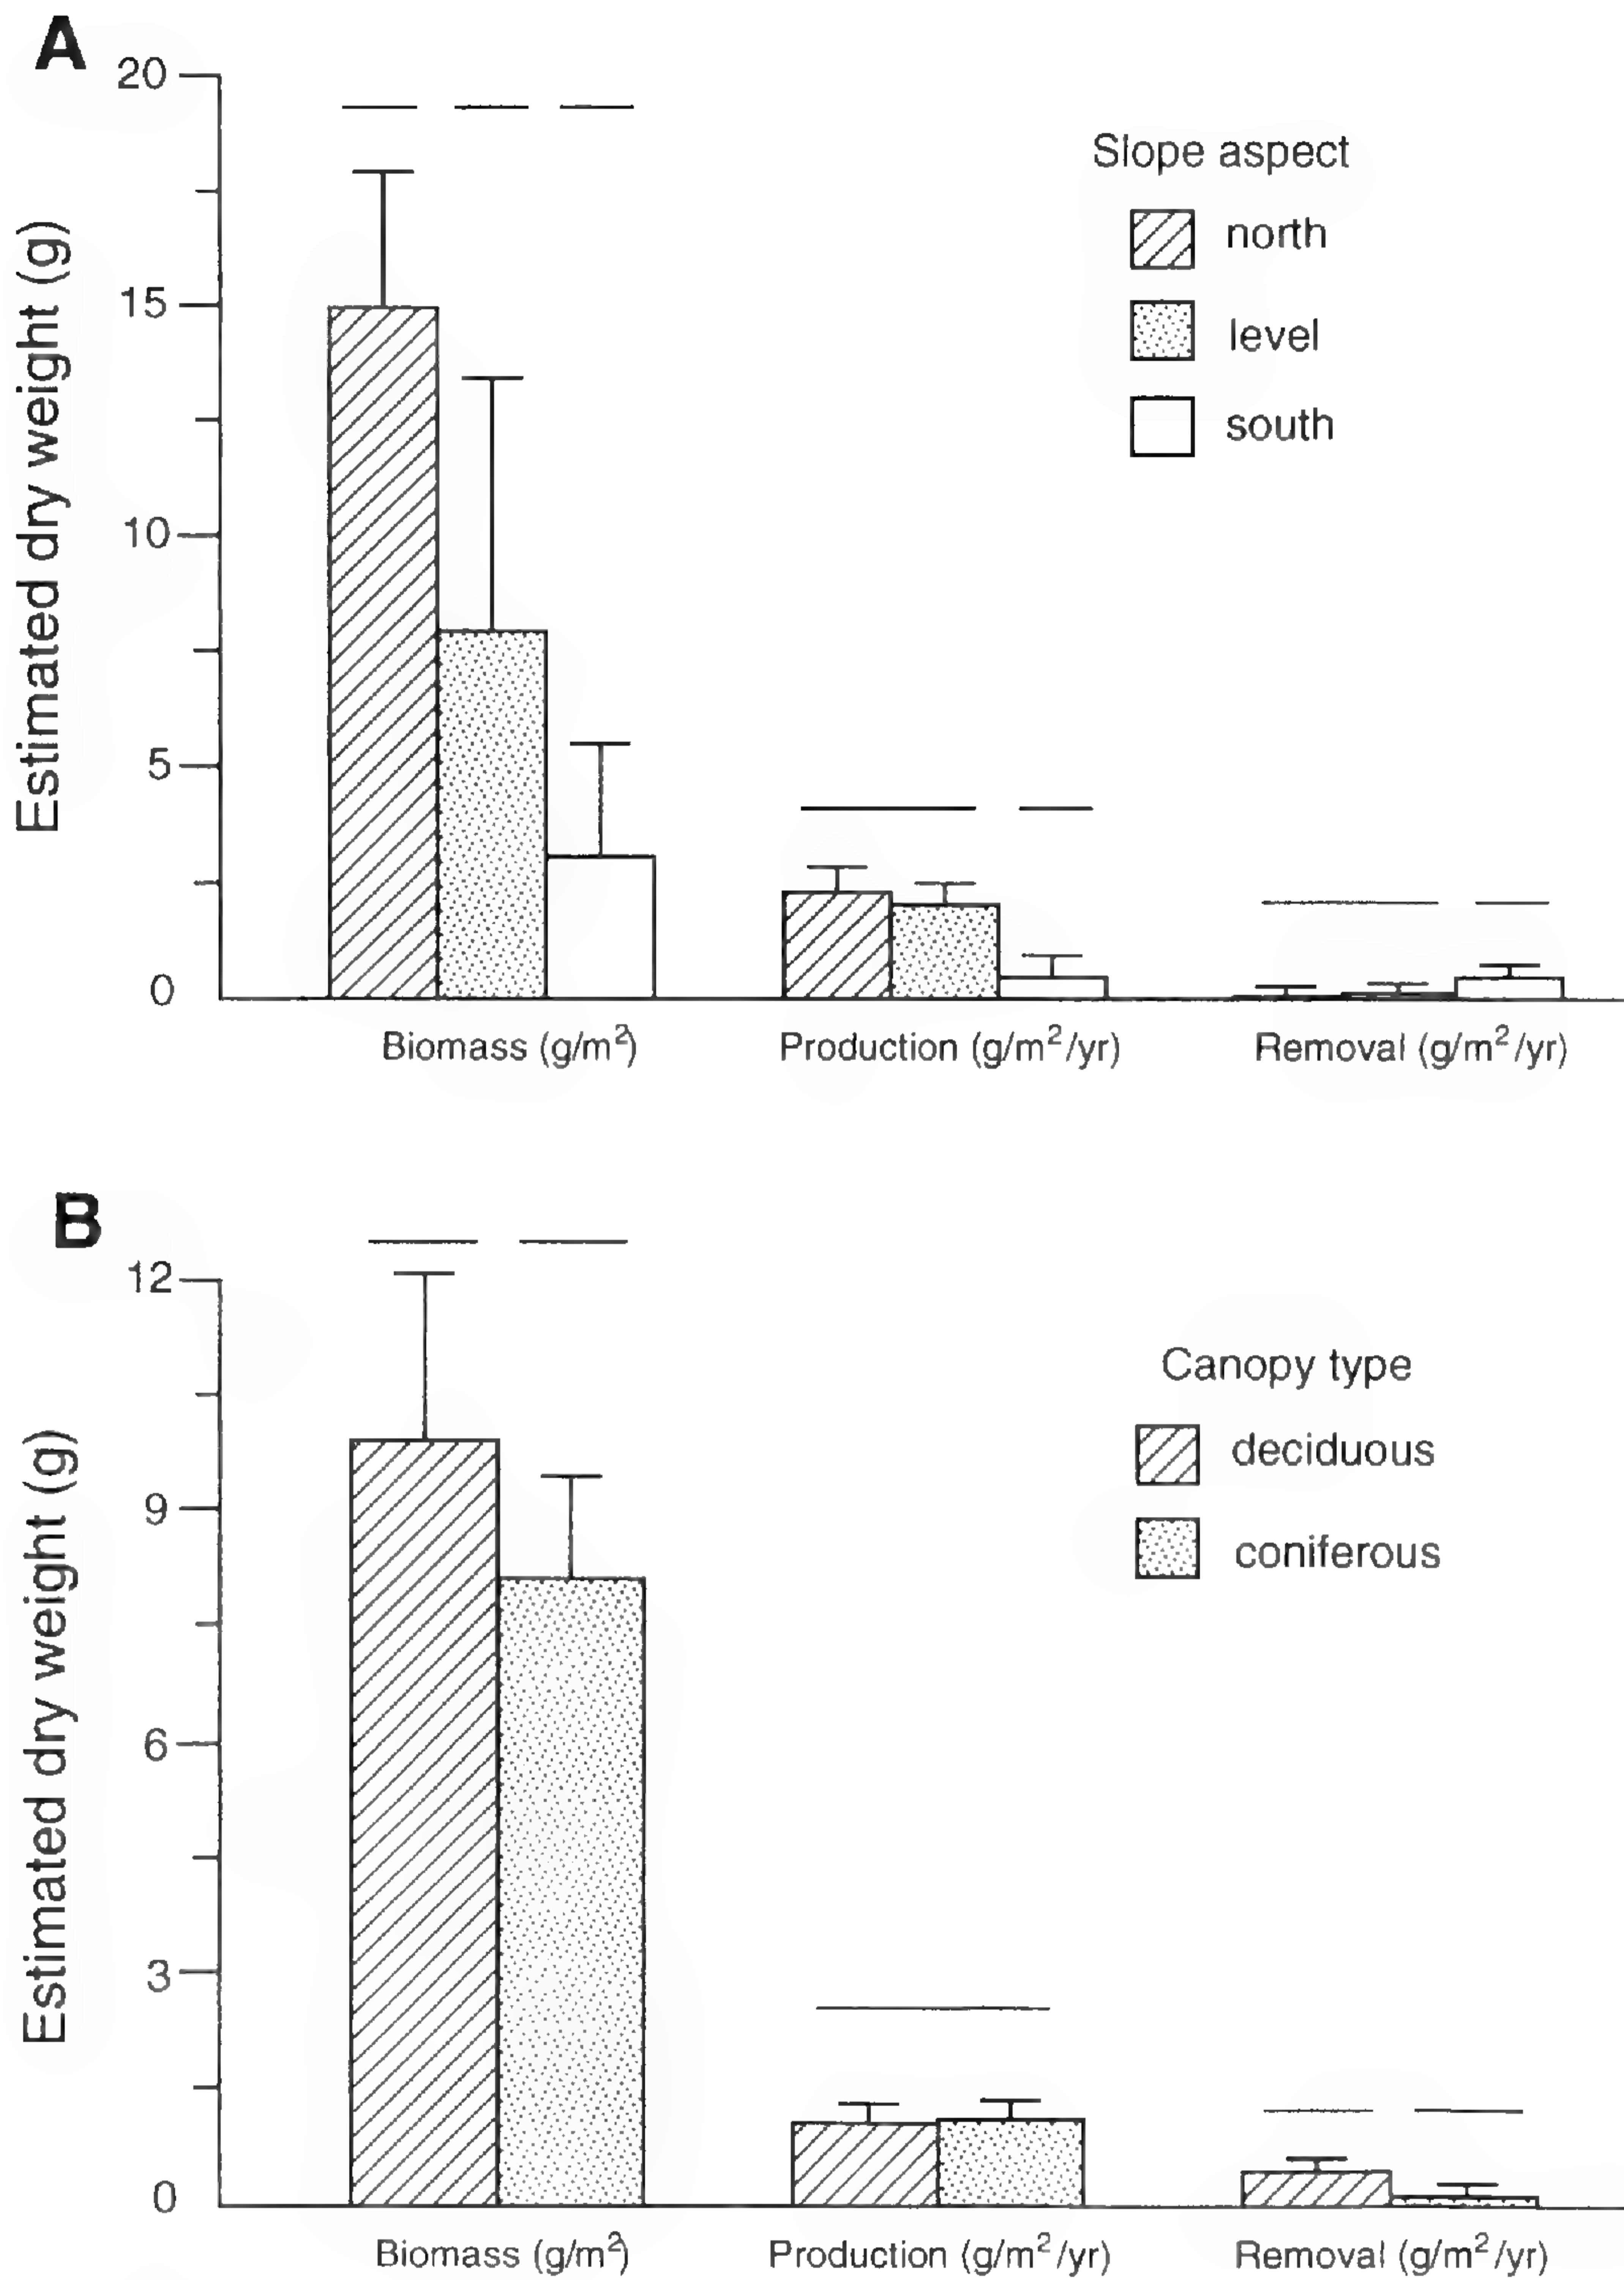 A
20
15
10
5
0
Estimated dry weight (g)
Slope aspect
north
level
south
Biomass (g/m²)
Production (g/m²/yr)
Removal (g/m²/yr)
B
12
9
6
3
0
Estimated dry weight (g)
Canopy type
deciduous
coniferous
Biomass (g/m²)
Production (g/m²/yr)
Removal (g/m²/yr)